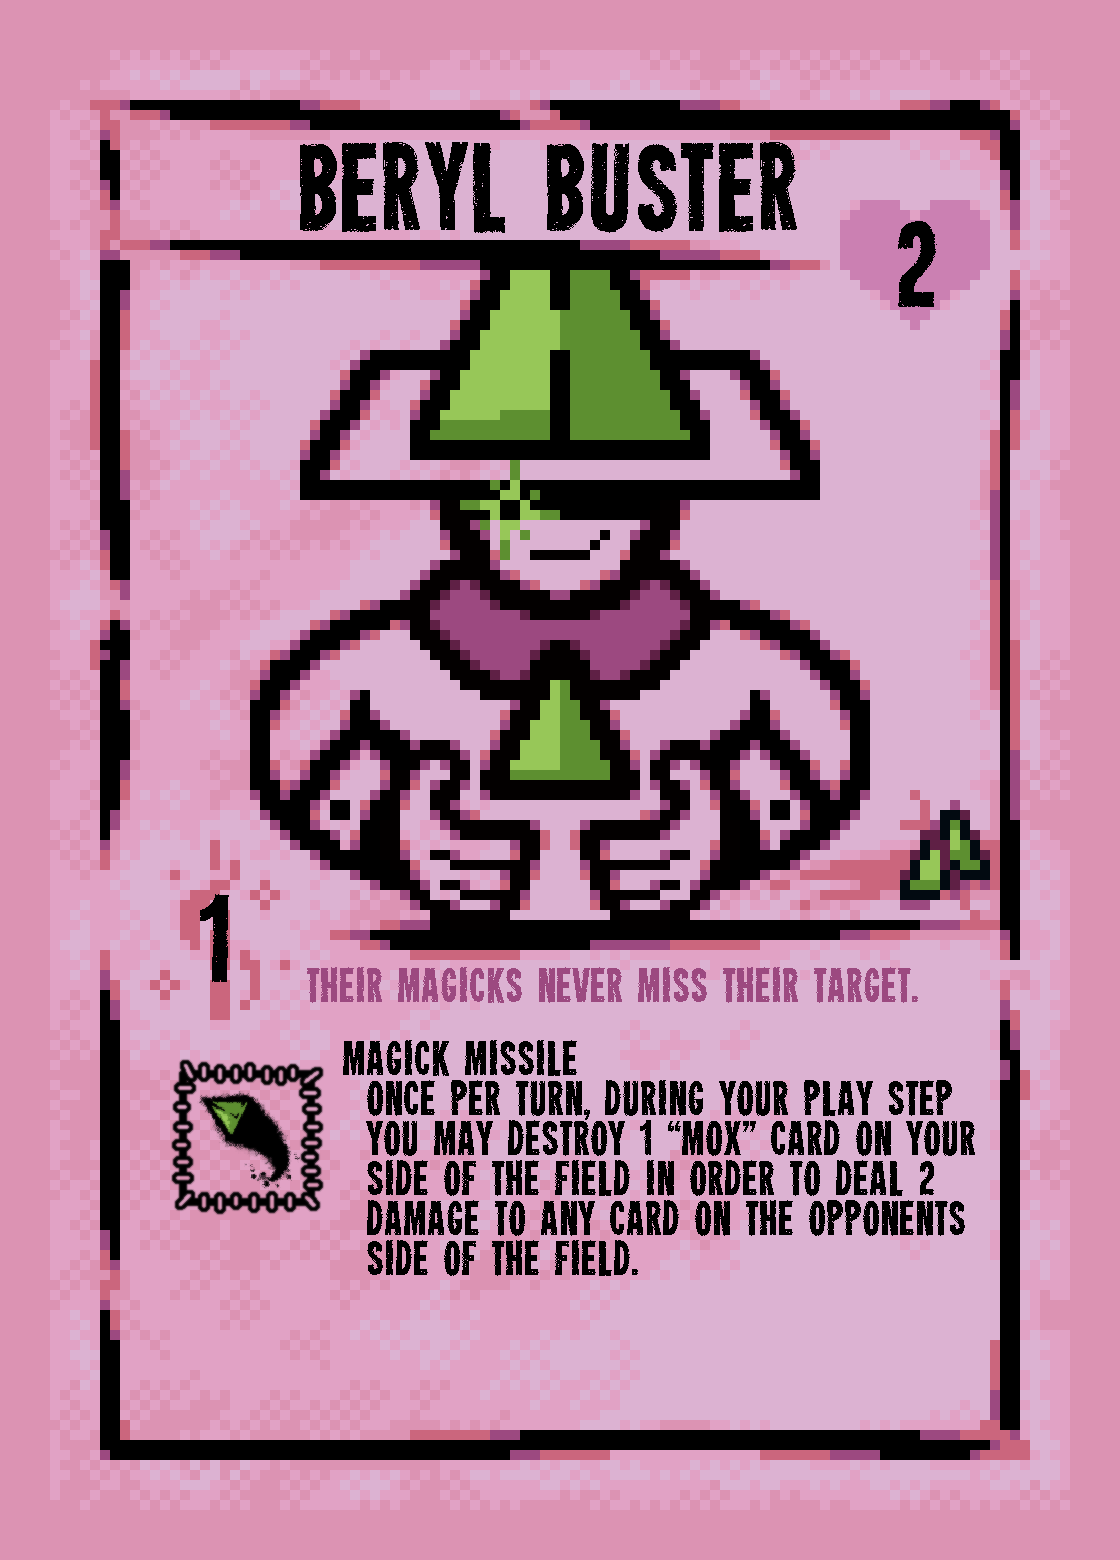 BERYL BUSTER
2
1
THEIR MAGICKS NEVER MISS THEIR TARGET.
MAGICK MISSILE
ONCE PER TURN, DURING YOUR PLAY STEP
YOU MAY DESTROY 1 “MOX” CARD ON YOUR
SIDE OF THE FIELD IN ORDER TO DEAL 2
DAMAGE TO ANY CARD ON THE OPPONENTS
SIDE OF THE FIELD.